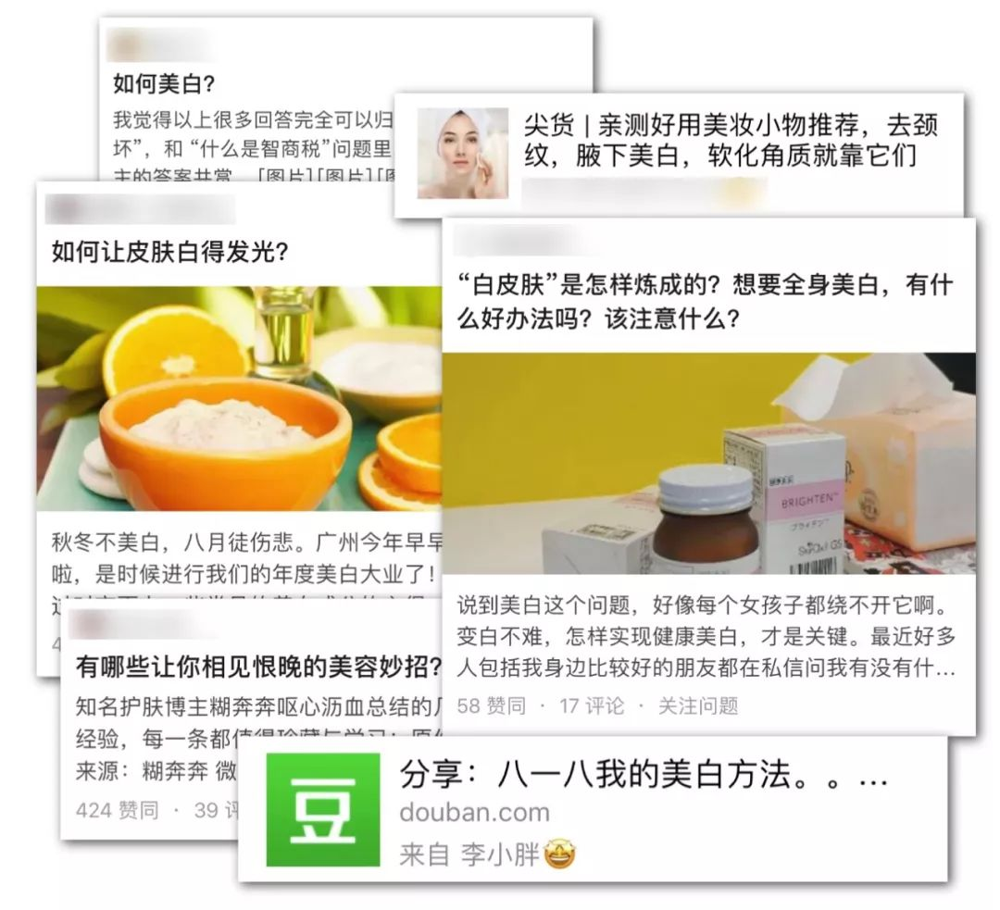 如何美白?
我觉得以上很多回答完全可以归
坏”，和 “什么是智商税”问题里
主的答案共赏。[图片][图片][图
尖货 | 亲测好用美妆小物推荐，去颈
纹，腋下美白，软化角质就靠它们
如何让皮肤白得发光?
秋冬不美白，八月徒伤悲。广州今年早早
啦，是时候进行我们的年度美白大业了！
“白皮肤”是怎样炼成的？想要全身美白，有什
么好办法吗？该注意什么？
BRIGHTEN
ブライテン
说到美白这个问题，好像每个女孩子都绕不开它啊。
变白不难，怎样实现健康美白，才是关键。最近好多
人包括我身边比较好的朋友都在私信问我有没有什...
58 赞同 · 17 评论 · 关注问题
有哪些让你相见恨晚的美容妙招?
知名护肤博主糊奔奔呕心沥血总结的
经验，每一条都值得珍藏与学习：原
来源：糊奔奔 微
424 赞同 · 39 评
豆
分享：八一八我的美白方法。。...
douban.com
来自 李小胖🤩